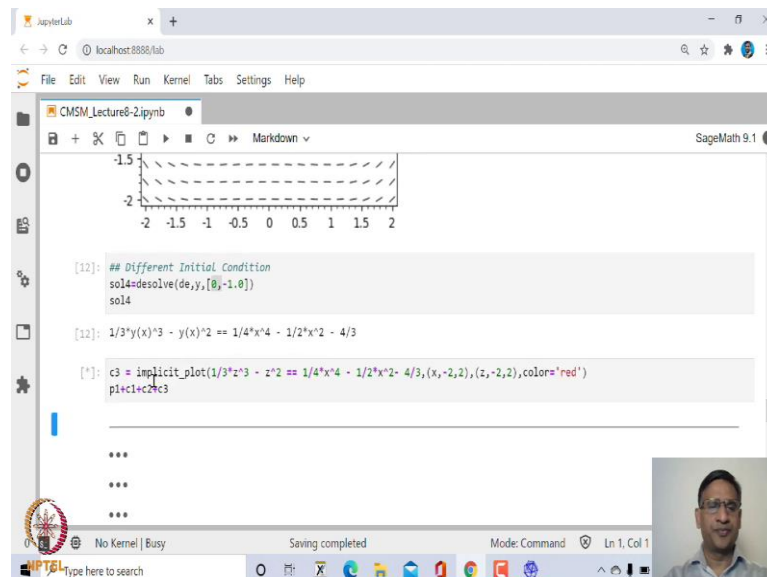 JupyterLab
localhost:8888/lab
File Edit View Run Kernel Tabs Settings Help
CMSM_Lecture8-2.ipynb
Markdown
SageMath 9.1
-1.5
-2
-2 -1.5 -1 -0.5 0 0.5 1 1.5 2
[12]: ## Different Initial Condition
sol4=desolve(de,y,[0,-1.0])
sol4
[12]: 1/3*y(x)^3 - y(x)^2 == 1/4*x^4 - 1/2*x^2 - 4/3
[*]: c3 = implicit_plot(1/3*z^3 - z^2 == 1/4*x^4 - 1/2*x^2- 4/3,(x,-2,2),(z,-2,2),color='red')
p1+c1+c2+c3
No Kernel | Busy Saving completed Mode: Command Ln 1, Col 1
NPTEL
Type here to search